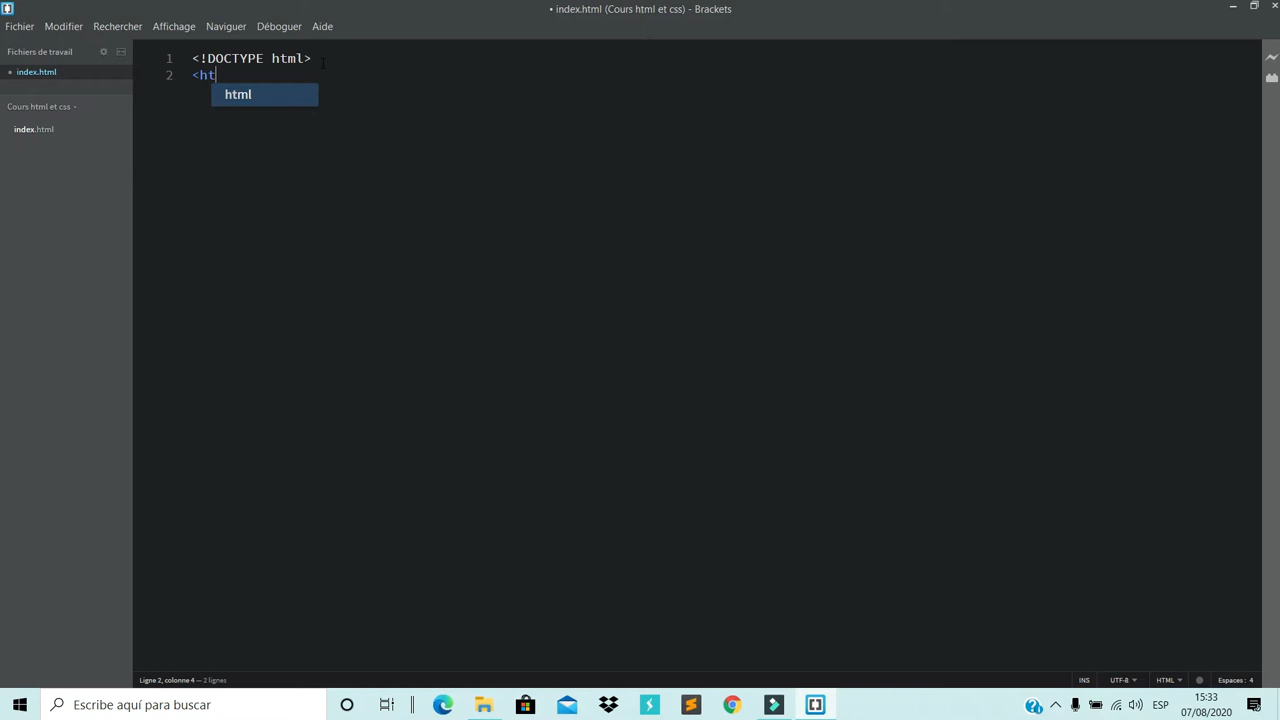 • index.html (Cours html et css) - Brackets
Fichier Modifier Rechercher Affichage Naviguer Déboguer Aide
Fichiers de travail
• index.html
Cours html et css
index.html
1 <!DOCTYPE html>
2 <ht
html
Ligne 2, colonne 4 — 2 lignes
INS UTF-8 HTML Espaces : 4
Escribe aquí para buscar
ESP
15:33
07/08/2020